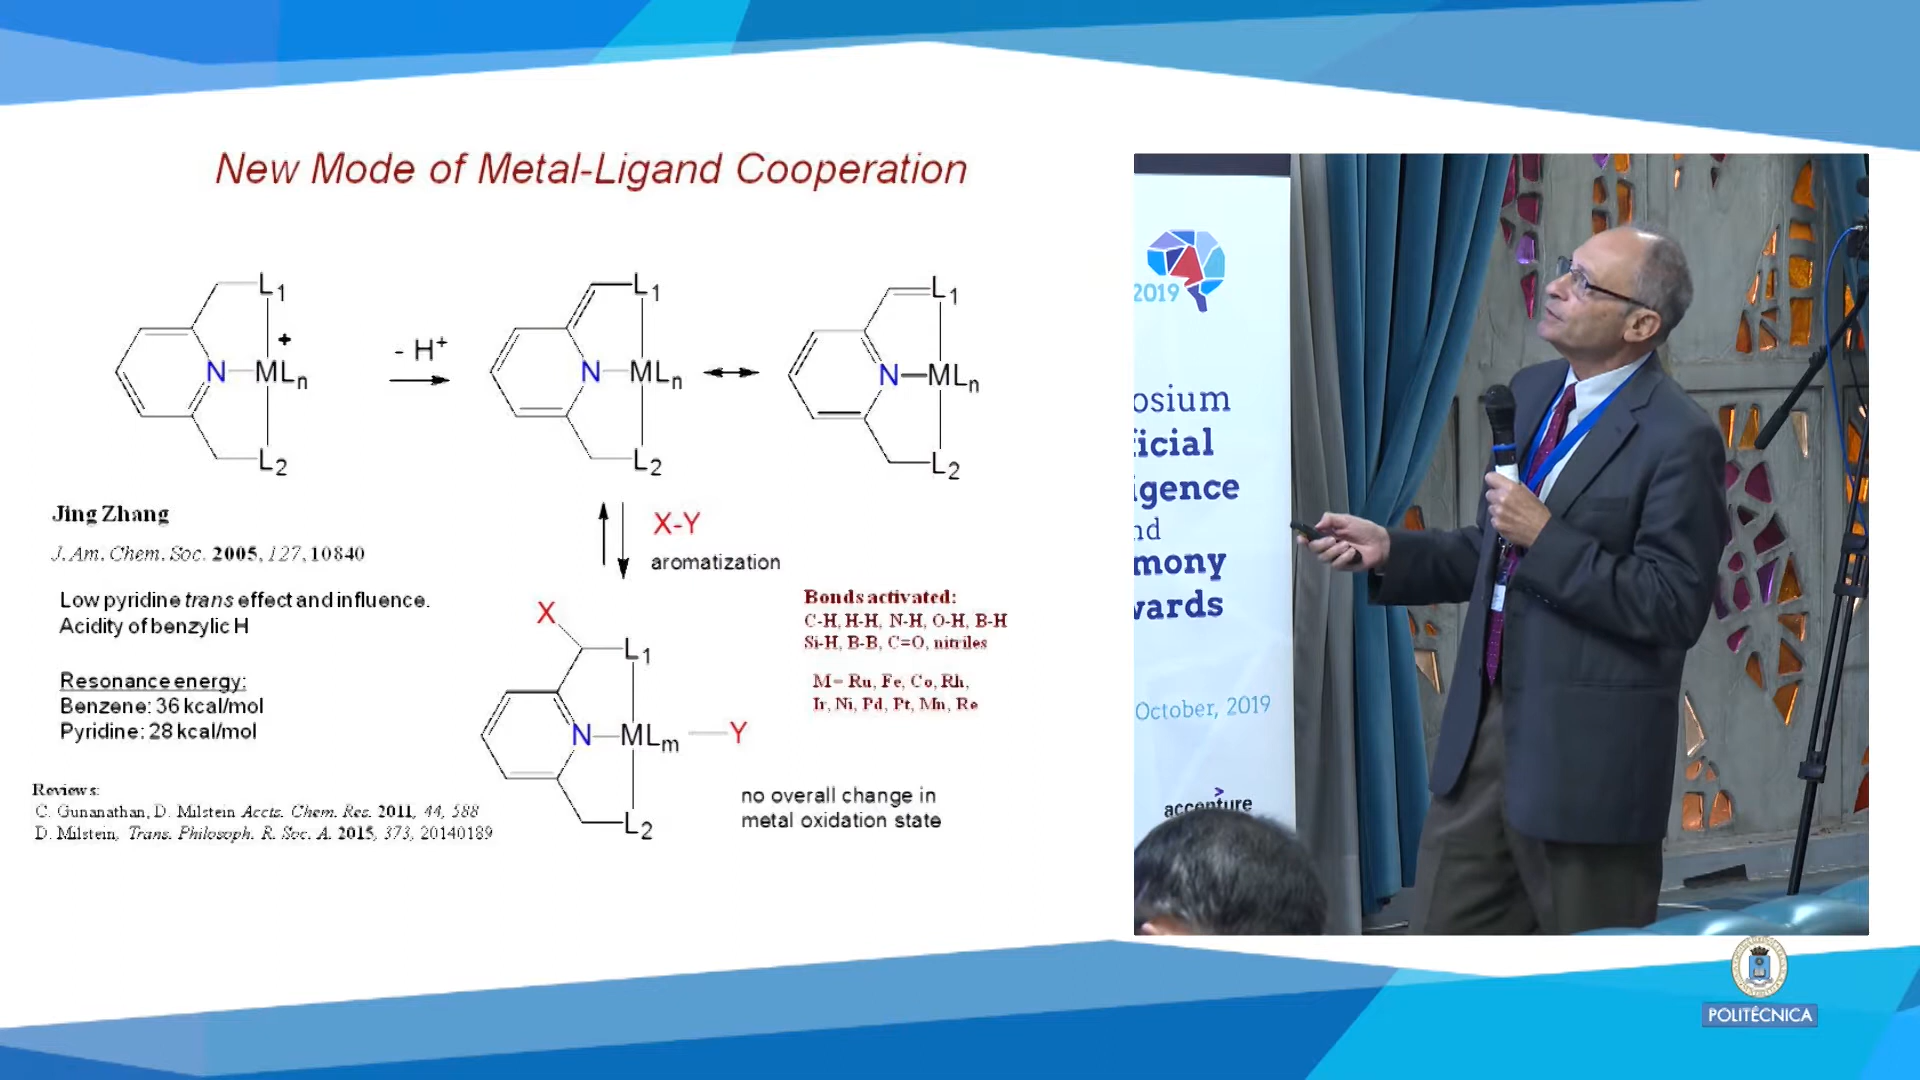 New Mode of Metal-Ligand Cooperation
L1
+
N
MLn
L2
- H+
L1
N
MLn
L2
L1
N
MLn
L2
X-Y
aromatization
Jing Zhang
J. Am. Chem. Soc. 2005, 127, 10840
Low pyridine trans effect and influence.
Acidity of benzylic H
Resonance energy:
Benzene: 36 kcal/mol
Pyridine: 28 kcal/mol
X
L1
N
MLm
Y
L2
Bonds activated:
C-H, H-H, N-H, O-H, B-H
Si-H, B-B, C=O, nitriles
M= Ru, Fe, Co, Rh,
Ir, Ni, Pd, Pt, Mn, Re
no overall change in
metal oxidation state
Reviews:
C. Gunanathan, D. Milstein Accts. Chem. Res. 2011, 44, 588
D. Milstein, Trans. Philosoph. R. Soc. A. 2015, 373, 20140189
2019
osium
ficial
igence
nd
mony
wards
October, 2019
>
accenture
POLITÉCNICA